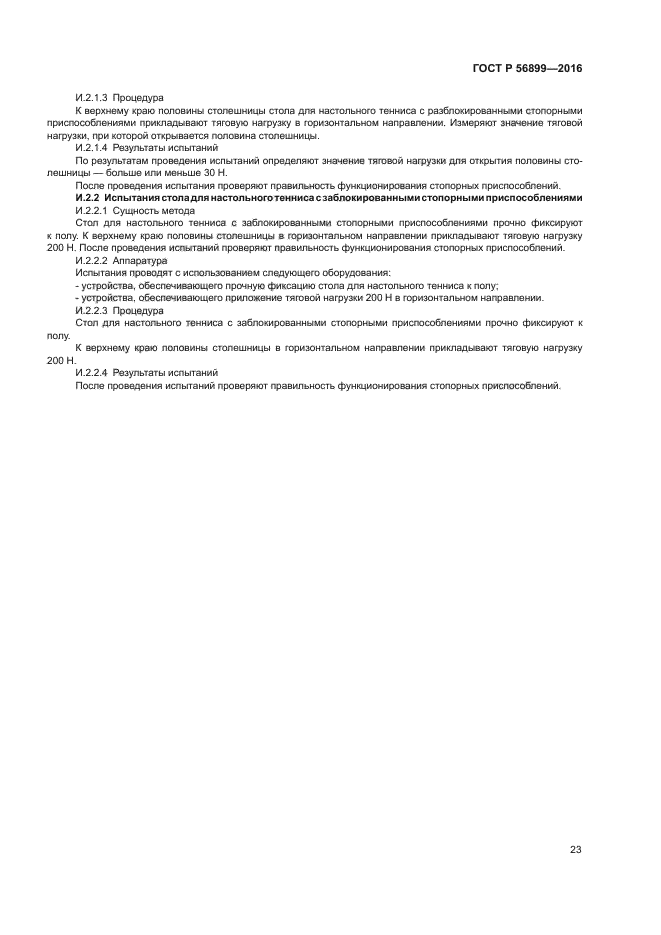 ГОСТ Р 56899—2016
И.2.1.3 Процедура
К верхнему краю половины столешницы стола для настольного тенниса с разблокированными стопорными
приспособлениями прикладывают тяговую нагрузку в горизонтальном направлении. Измеряют значение тяговой
нагрузки, при которой открывается половина столешницы.
И.2.1.4 Результаты испытаний
По результатам проведения испытаний определяют значение тяговой нагрузки для открытия половины сто-
лешницы — больше или меньше 30 Н.
После проведения испытания проверяют правильность функционирования стопорных приспособлений.
И.2.2 Испытания стола для настольного тенниса с заблокированными стопорными приспособлениями
И.2.2.1 Сущность метода
Стол для настольного тенниса с заблокированными стопорными приспособлениями прочно фиксируют
к полу. К верхнему краю половины столешницы в горизонтальном направлении прикладывают тяговую нагрузку
200 Н. После проведения испытаний проверяют правильность функционирования стопорных приспособлений.
И.2.2.2 Аппаратура
Испытания проводят с использованием следующего оборудования:
- устройства, обеспечивающего прочную фиксацию стола для настольного тенниса к полу;
- устройства, обеспечивающего приложение тяговой нагрузки 200 Н в горизонтальном направлении.
И.2.2.3 Процедура
Стол для настольного тенниса с заблокированными стопорными приспособлениями прочно фиксируют к
полу.
К верхнему краю половины столешницы в горизонтальном направлении прикладывают тяговую нагрузку
200 Н.
И.2.2.4 Результаты испытаний
После проведения испытаний проверяют правильность функционирования стопорных приспособлений.
23